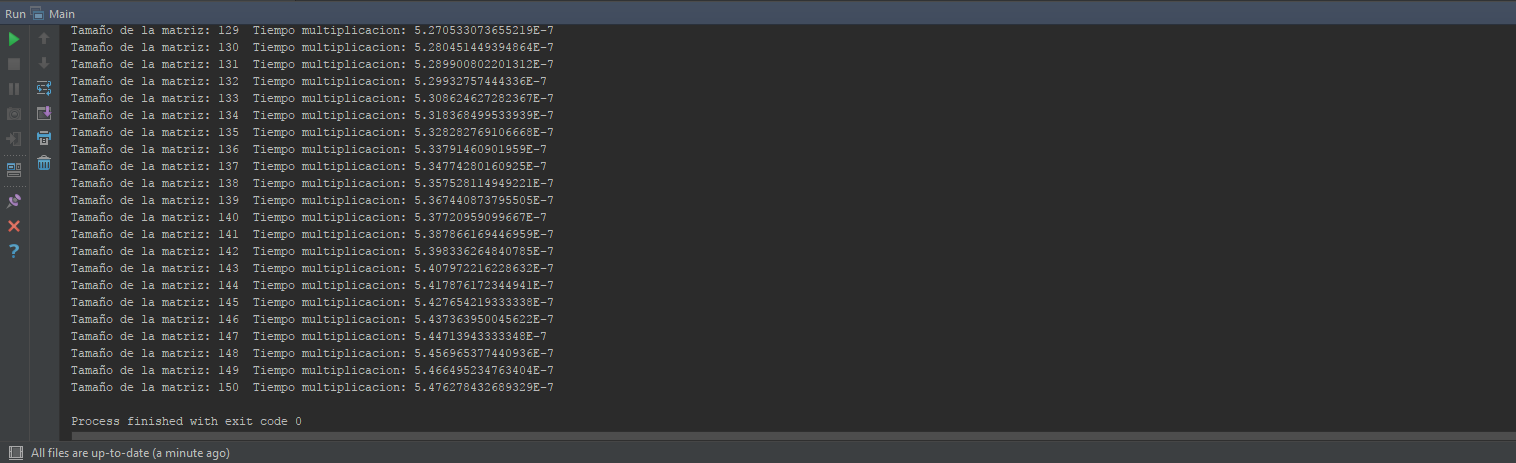 Run Main
Tamaño de la matriz: 129  Tiempo multiplicacion: 5.270533073655219E-7
Tamaño de la matriz: 130  Tiempo multiplicacion: 5.280451449394864E-7
Tamaño de la matriz: 131  Tiempo multiplicacion: 5.289900802201312E-7
Tamaño de la matriz: 132  Tiempo multiplicacion: 5.29932757444336E-7
Tamaño de la matriz: 133  Tiempo multiplicacion: 5.308624627282367E-7
Tamaño de la matriz: 134  Tiempo multiplicacion: 5.318368499533939E-7
Tamaño de la matriz: 135  Tiempo multiplicacion: 5.328282769106668E-7
Tamaño de la matriz: 136  Tiempo multiplicacion: 5.33791460901959E-7
Tamaño de la matriz: 137  Tiempo multiplicacion: 5.34774280160925E-7
Tamaño de la matriz: 138  Tiempo multiplicacion: 5.357528114949221E-7
Tamaño de la matriz: 139  Tiempo multiplicacion: 5.367440873795505E-7
Tamaño de la matriz: 140  Tiempo multiplicacion: 5.37720959099667E-7
Tamaño de la matriz: 141  Tiempo multiplicacion: 5.387866169446959E-7
Tamaño de la matriz: 142  Tiempo multiplicacion: 5.398336264840785E-7
Tamaño de la matriz: 143  Tiempo multiplicacion: 5.407972216228632E-7
Tamaño de la matriz: 144  Tiempo multiplicacion: 5.417876172344941E-7
Tamaño de la matriz: 145  Tiempo multiplicacion: 5.427654219333338E-7
Tamaño de la matriz: 146  Tiempo multiplicacion: 5.437363950045622E-7
Tamaño de la matriz: 147  Tiempo multiplicacion: 5.44713943333348E-7
Tamaño de la matriz: 148  Tiempo multiplicacion: 5.456965377440936E-7
Tamaño de la matriz: 149  Tiempo multiplicacion: 5.466495234763404E-7
Tamaño de la matriz: 150  Tiempo multiplicacion: 5.476278432689329E-7
Process finished with exit code 0
All files are up-to-date (a minute ago)